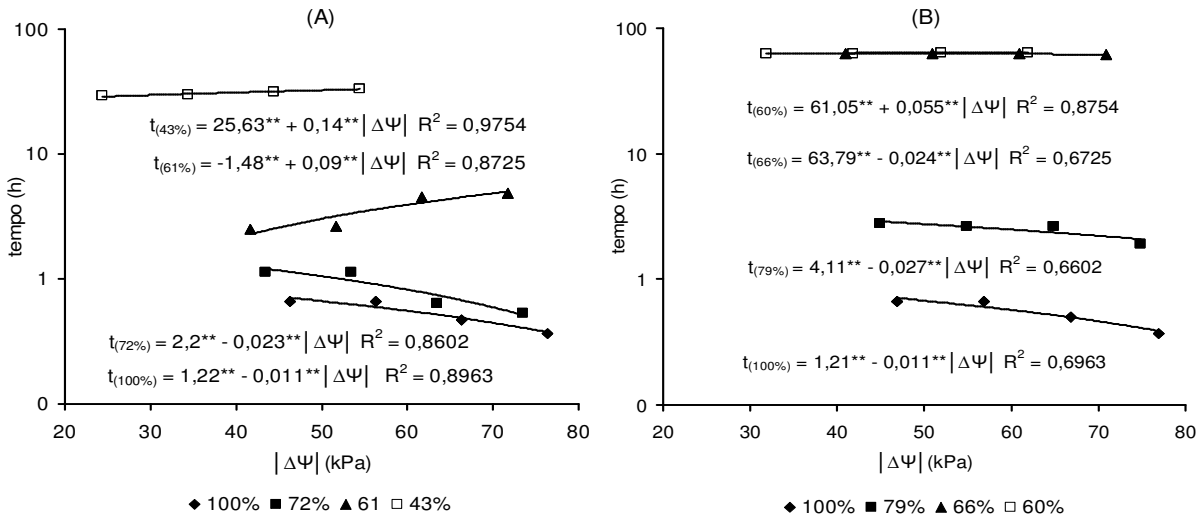 (A)
tempo (h)
100
10
1
0
t(43%) = 25,63** + 0,14**|ΔΨ| R² = 0,9754
t(61%) = -1,48** + 0,09**|ΔΨ| R² = 0,8725
t(72%) = 2,2** - 0,023**|ΔΨ| R² = 0,8602
t(100%) = 1,22** - 0,011**|ΔΨ| R² = 0,8963
20 30 40 50 60 70 80
|ΔΨ| (kPa)
100% 72% 61 43%
(B)
tempo (h)
100
10
1
0
t(60%) = 61,05** + 0,055**|ΔΨ| R² = 0,8754
t(66%) = 63,79** - 0,024**|ΔΨ| R² = 0,6725
t(79%) = 4,11** - 0,027**|ΔΨ| R² = 0,6602
t(100%) = 1,21** - 0,011**|ΔΨ| R² = 0,6963
20 30 40 50 60 70 80
|ΔΨ| (kPa)
100% 79% 66% 60%